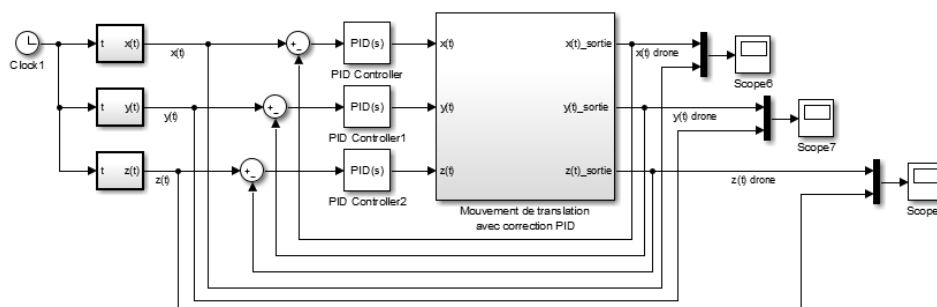 Clock1
t x(t)
x(t)
+
-
PID(s)
PID Controller
x(t) x(t)_sortie
x(t) drone
Scope6
t y(t)
y(t)
+
-
PID(s)
PID Controller1
y(t) y(t)_sortie
y(t) drone
Scope7
t z(t)
z(t)
+
-
PID(s)
PID Controller2
z(t) z(t)_sortie
z(t) drone
Scope
Mouvement de translation
avec correction PID